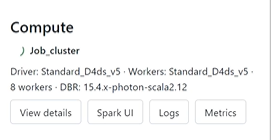 Compute
Job_cluster
Driver: Standard_D4ds_v5 · Workers: Standard_D4ds_v5 ·
8 workers · DBR: 15.4.x-photon-scala2.12
View details Spark UI Logs Metrics